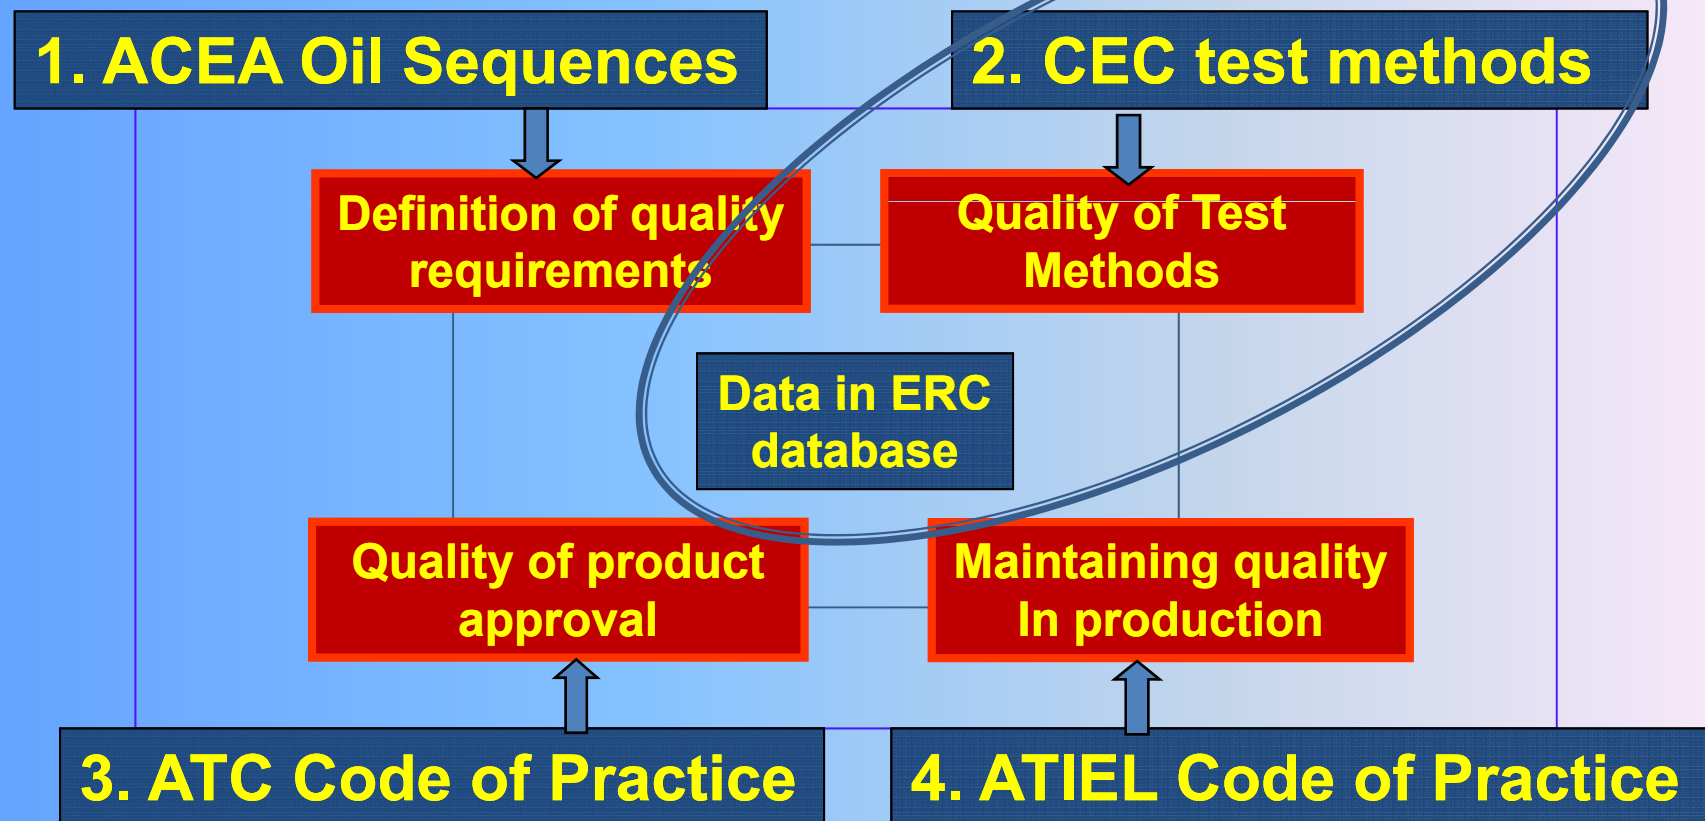 1. ACEA Oil Sequences
2. CEC test methods
Definition of quality
requirements
Quality of Test
Methods
Data in ERC
database
Quality of product
approval
Maintaining quality
In production
3. ATC Code of Practice
4. ATIEL Code of Practice